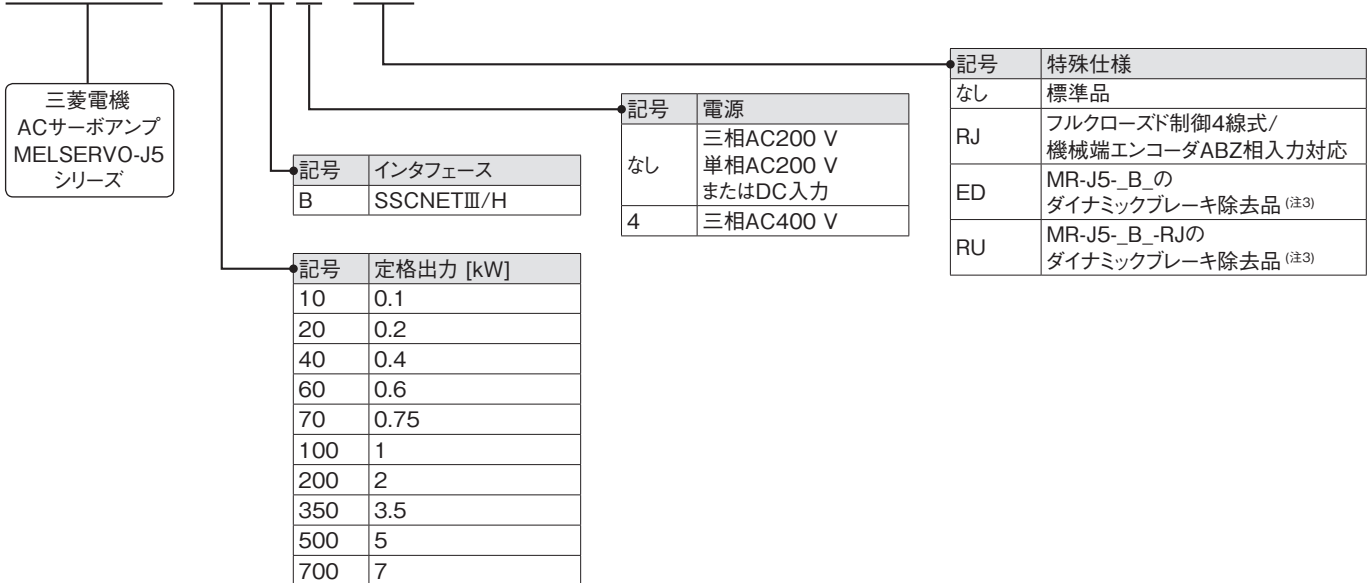 三菱電機
ACサーボアンプ
MELSERVO-J5
シリーズ
記号 インタフェース
B SSCNETⅢ/H
記号 定格出力 [kW]
10 0.1
20 0.2
40 0.4
60 0.6
70 0.75
100 1
200 2
350 3.5
500 5
700 7
記号 電源
なし 三相AC200 V
単相AC200 V
またはDC入力
4 三相AC400 V
記号 特殊仕様
なし 標準品
RJ フルクローズド制御4線式/
機械端エンコーダABZ相入力対応
ED MR-J5-_B_の
ダイナミックブレーキ除去品 (注3)
RU MR-J5-_B_-RJの
ダイナミックブレーキ除去品 (注3)